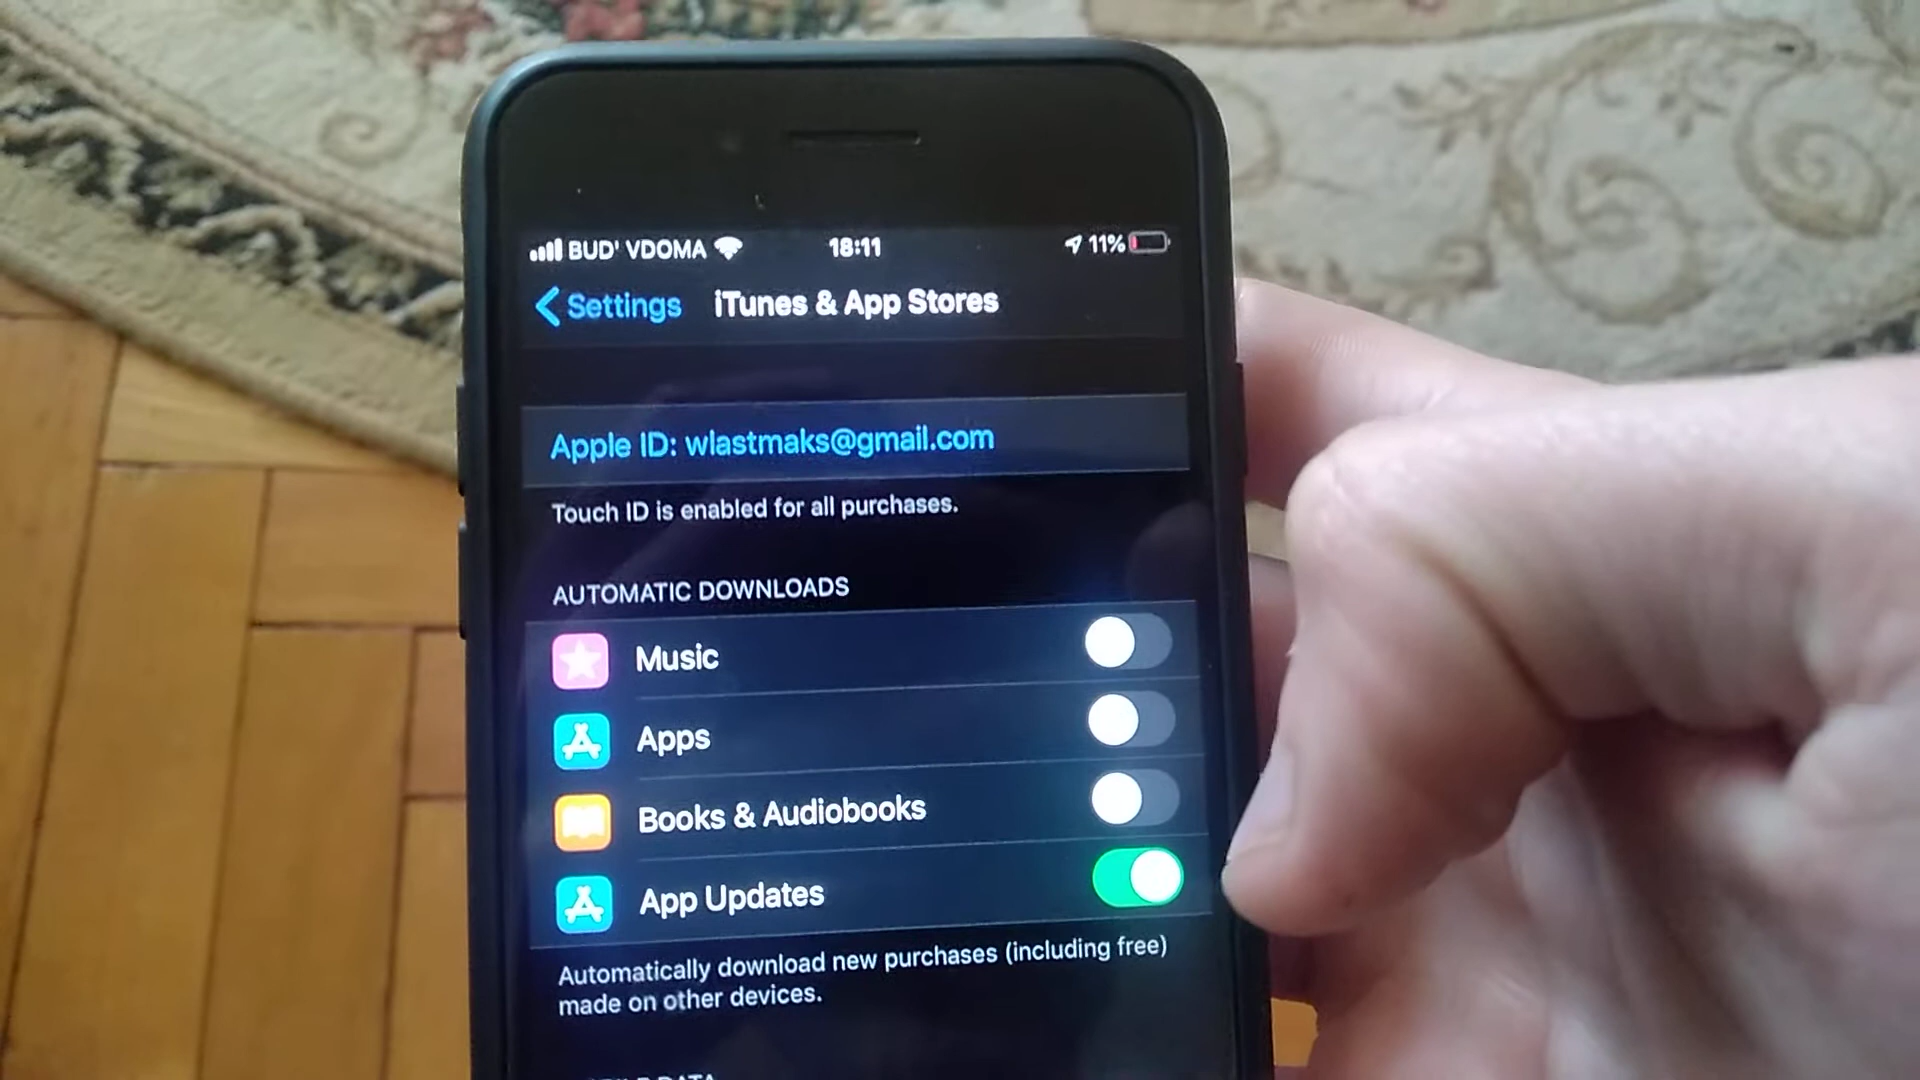 BUD' VDOMA 18:11 11%
Settings iTunes & App Stores
Apple ID: wlastmaks@gmail.com
Touch ID is enabled for all purchases.
AUTOMATIC DOWNLOADS
Music
Apps
Books & Audiobooks
App Updates
Automatically download new purchases (including free)
made on other devices.